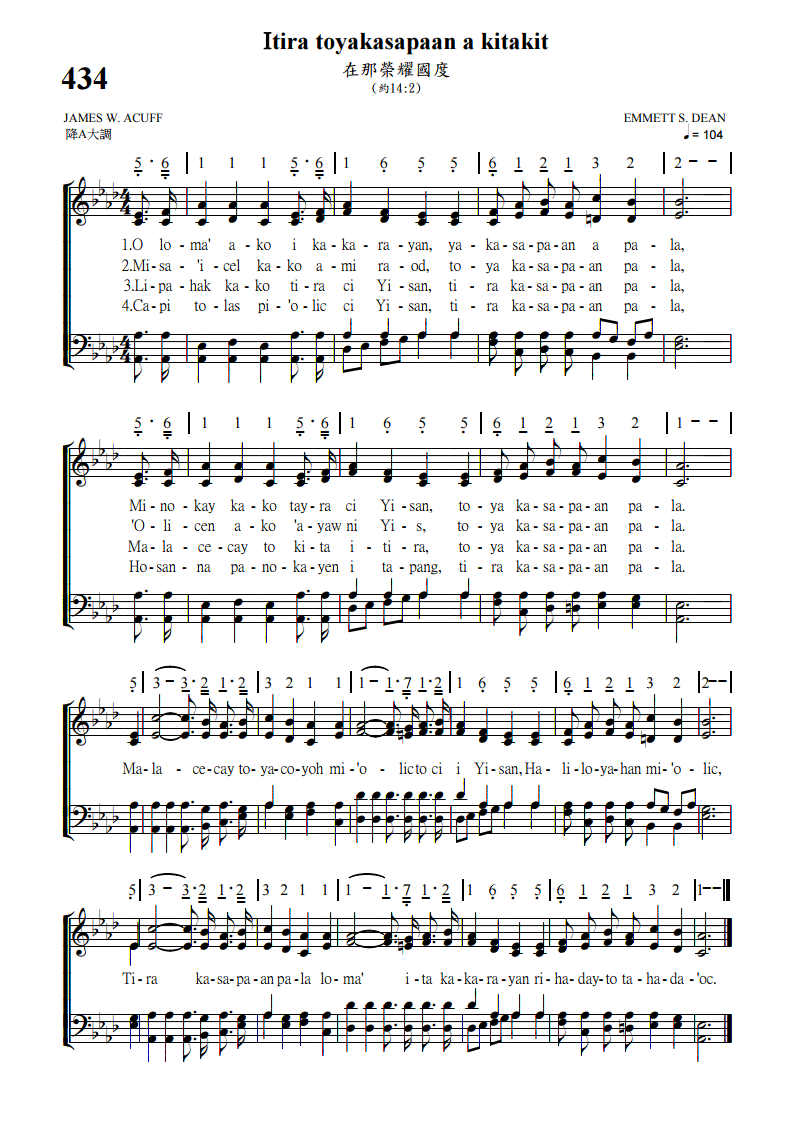 Itira toyakasapaan a kitakit
434
在那榮耀國度
(約14:2)
JAMES W. ACUFF
EMMETT S. DEAN
降A大調
♩= 104
5 · 6 | 1 1 1 5 · 6 | 1 6 5 5 | 6 1 2 1 3 2 | 2 – – |
1.O lo-ma' a-ko i ka-ka-ra-yan, ya-ka-sa-pa-an a pa-la,
2.Mi-sa-'i-cel ka-ko a-mi ra-od, to-ya ka-sa-pa-an pa-la,
3.Li-pa-hak ka-ko ti-ra ci Yi-san, ti-ra ka-sa-pa-an pa-la,
4.Ca-pi to-las pi-'o-lic ci Yi-san, ti-ra ka-sa-pa-an pa-la,
5 · 6 | 1 1 1 5 · 6 | 1 6 5 5 | 6 1 2 1 3 2 | 1 – – |
Mi-no-kay ka-ko tay-ra ci Yi-san, to-ya ka-sa-pa-an pa-la.
'O-li-cen a-ko 'a-yaw ni Yi-s, to-ya ka-sa-pa-an pa-la.
Ma-la-ce-cay to ki-ta i-ti-ra, to-ya ka-sa-pa-an pa-la.
Ho-san-na pa-no-ka-yen i ta-pang, ti-ra ka-sa-pa-an pa-la.
5 | 3 – 3 · 2 1 · 2 | 3 2 1 1 | 1 – 1 · 7 1 · 2 | 1 6 5 5 | 6 1 2 1 3 2 | 2 – – |
Ma-la-ce-cay to-ya-co-yoh mi-'o-lic to ci i Yi-san, Ha-li-lo-ya-han mi-'o-lic,
5 | 3 – 3 · 2 1 · 2 | 3 2 1 1 | 1 – 1 · 7 1 · 2 | 1 6 5 5 | 6 1 2 1 3 2 | 1 – – |
Ti-ra ka-sa-pa-an pa-la lo-ma' i-ta ka-ka-ra-yan ri-ha-day-to ta-ha-da-'oc.